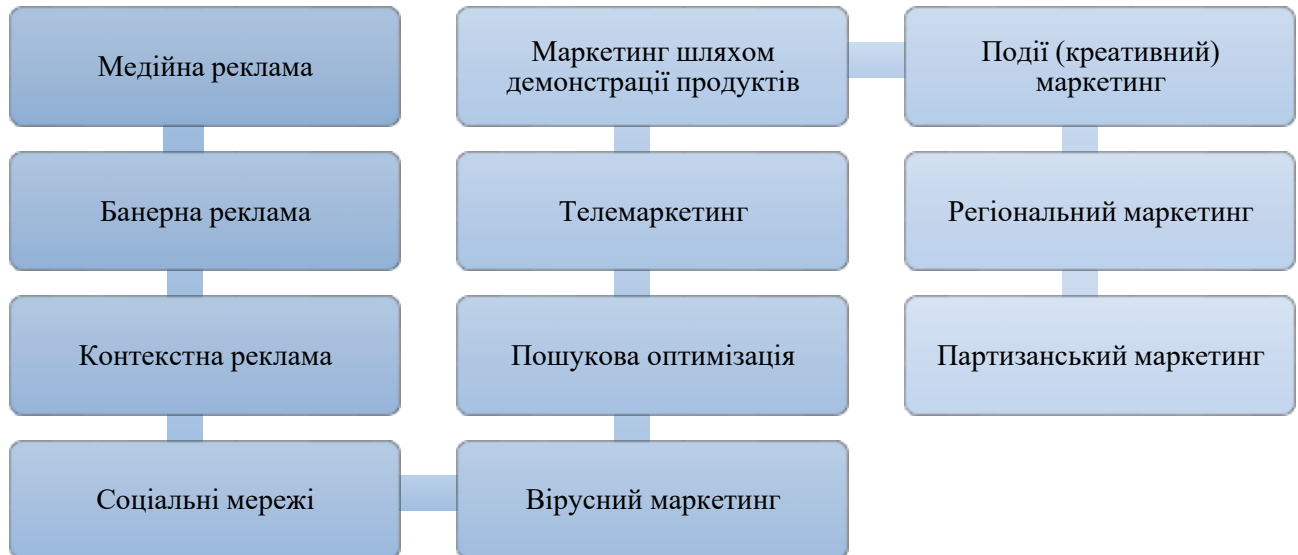 Медійна реклама
Банерна реклама
Контекстна реклама
Соціальні мережі
Вірусний маркетинг
Пошукова оптимізація
Телемаркетинг
Маркетинг шляхом
демонстрації продуктів
Події (креативний)
маркетинг
Регіональний маркетинг
Партизанський маркетинг